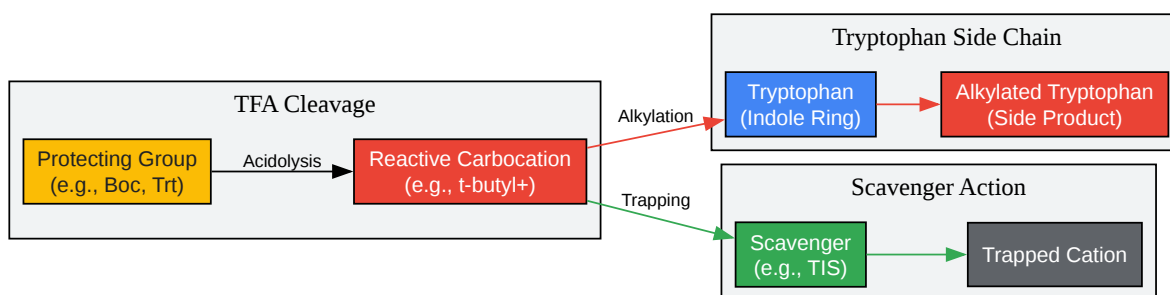 TFA Cleavage
Protecting Group
(e.g., Boc, Trt)
Acidolysis
Reactive Carbocation
(e.g., t-butyl+)
Alkylation
Trapping
Tryptophan Side Chain
Tryptophan
(Indole Ring)
Alkylated Tryptophan
(Side Product)
Scavenger Action
Scavenger
(e.g., TIS)
Trapped Cation